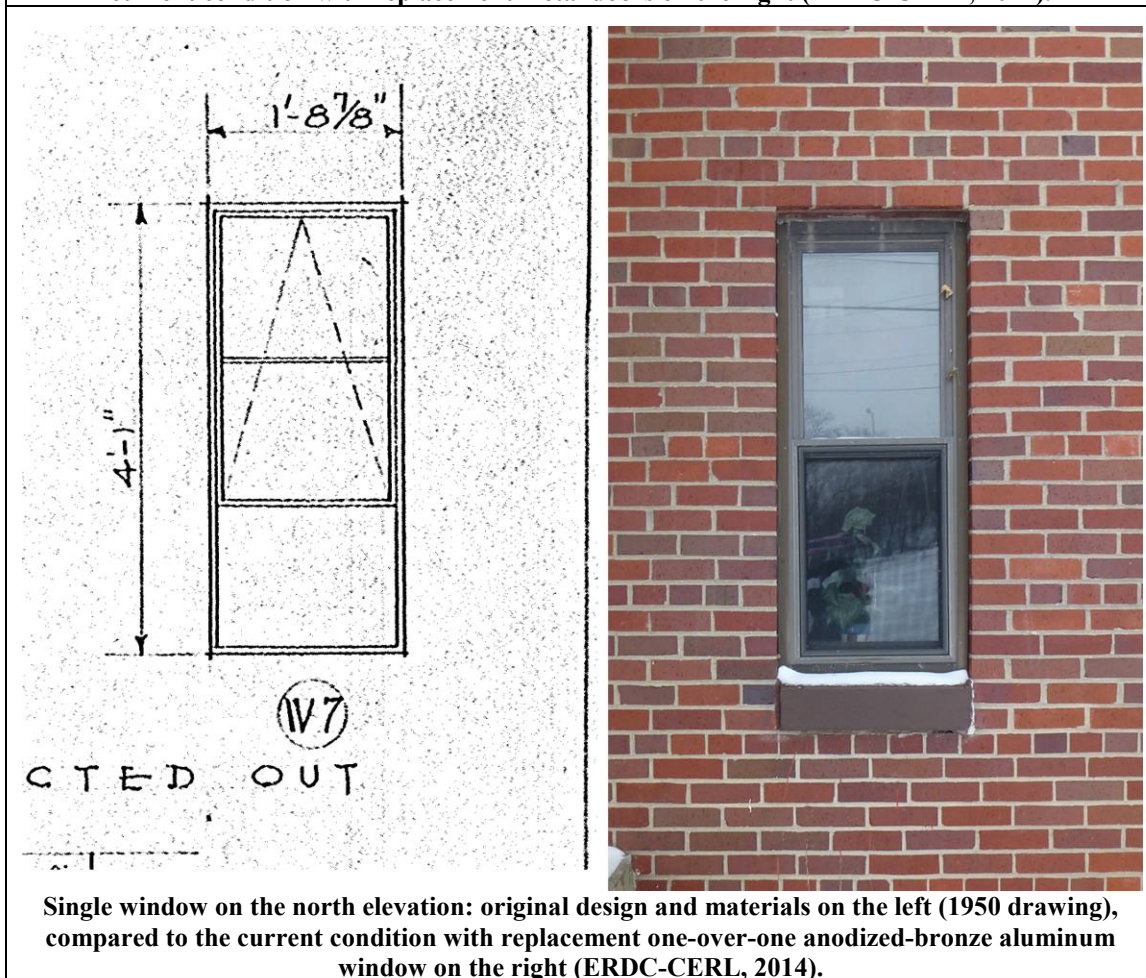 1'-8 7/8"
4'-1"
W7
CTED OUT
Single window on the north elevation: original design and materials on the left (1950 drawing),
compared to the current condition with replacement one-over-one anodized-bronze aluminum
window on the right (ERDC-CERL, 2014).